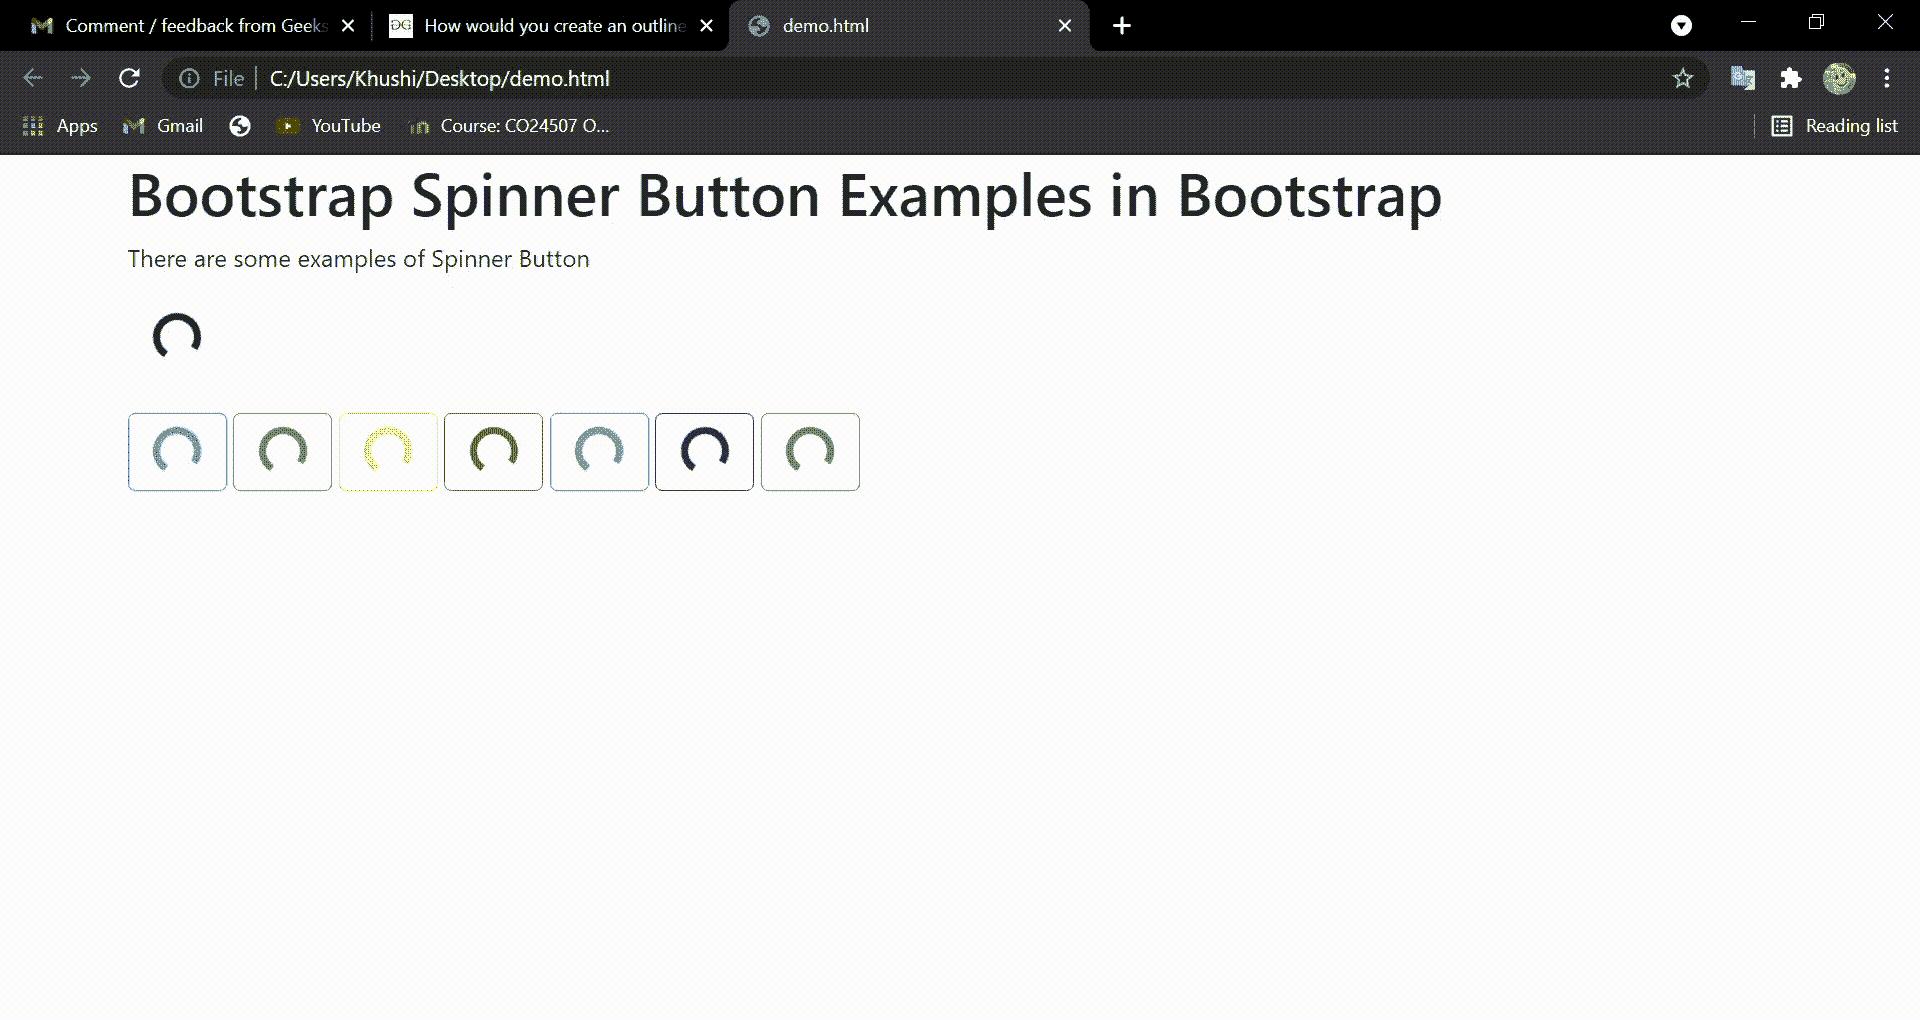 Comment / feedback from Geeks
How would you create an outline
demo.html
File
C:/Users/Khushi/Desktop/demo.html
Apps
Gmail
YouTube
Course: CO24507 O...
Reading list
Bootstrap Spinner Button Examples in Bootstrap
There are some examples of Spinner Button